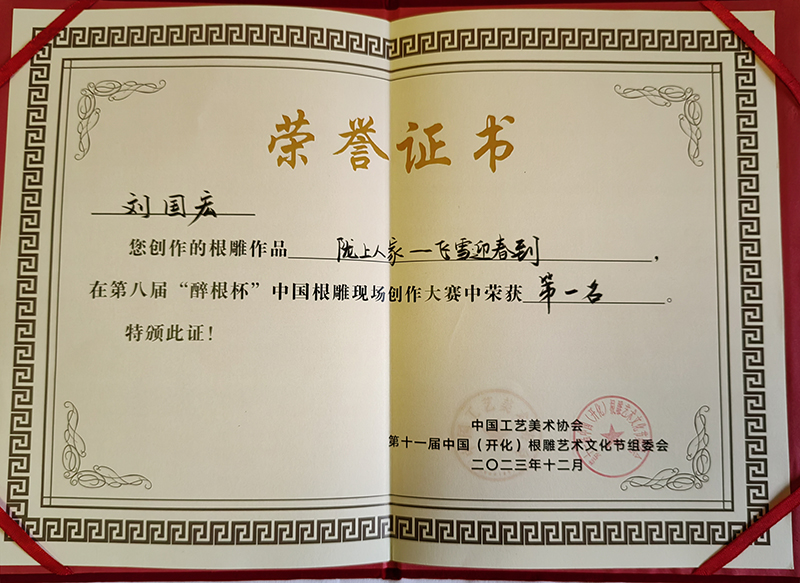 荣誉证书
刘国宏
您创作的根雕作品 陇上人家—飞雪迎春到，
在第八届“醉根杯”中国根雕现场创作大赛中荣获 第一名。
特颁此证！
中国工艺美术协会
第十一届中国（开化）根雕艺术文化节组委会
二〇二三年十二月